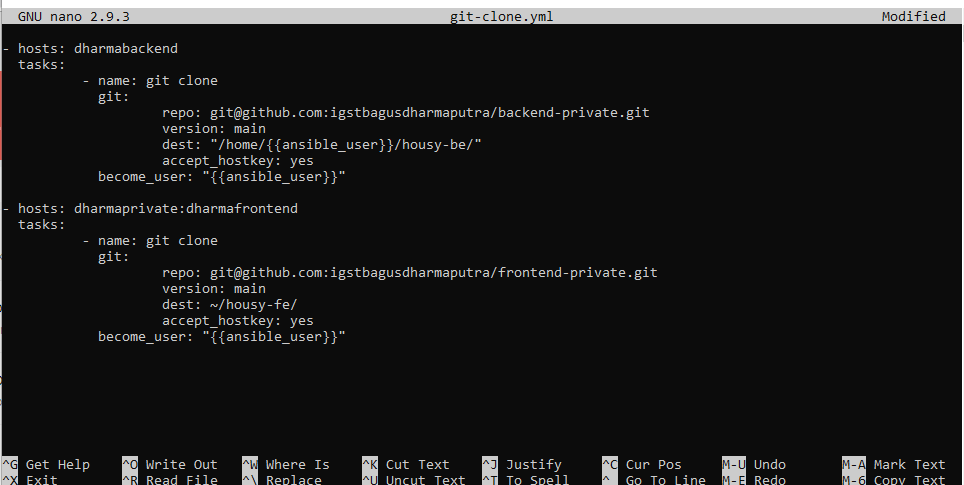 GNU nano 2.9.3 git-clone.yml Modified
- hosts: dharmabackend
tasks:
- name: git clone
git:
repo: git@github.com:igstbagusdharmaputra/backend-private.git
version: main
dest: "/home/{{ansible_user}}/housy-be/"
accept_hostkey: yes
become_user: "{{ansible_user}}"
- hosts: dharmaprivate:dharmafrontend
tasks:
- name: git clone
git:
repo: git@github.com:igstbagusdharmaputra/frontend-private.git
version: main
dest: ~/housy-fe/
accept_hostkey: yes
become_user: "{{ansible_user}}"
^G Get Help ^O Write Out ^W Where Is ^K Cut Text ^J Justify ^C Cur Pos M-U Undo M-A Mark Text
^X Exit ^R Read File ^\ Replace ^U Uncut Text ^T To Spell ^_ Go To Line M-E Redo M-6 Copy Text